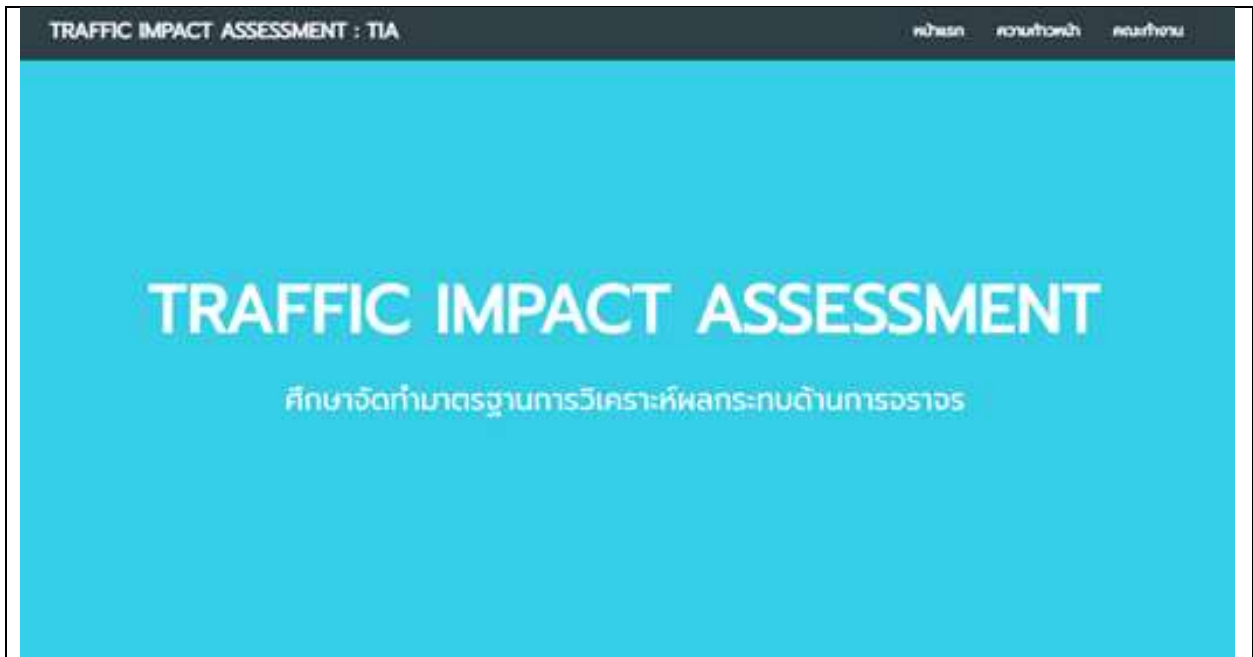 TRAFFIC IMPACT ASSESSMENT : TIA
หน้าแรก ความก้าวหน้า คณะทำงาน
TRAFFIC IMPACT ASSESSMENT
ศึกษาจัดทำมาตรฐานการวิเคราะห์ผลกระทบด้านการจราจร